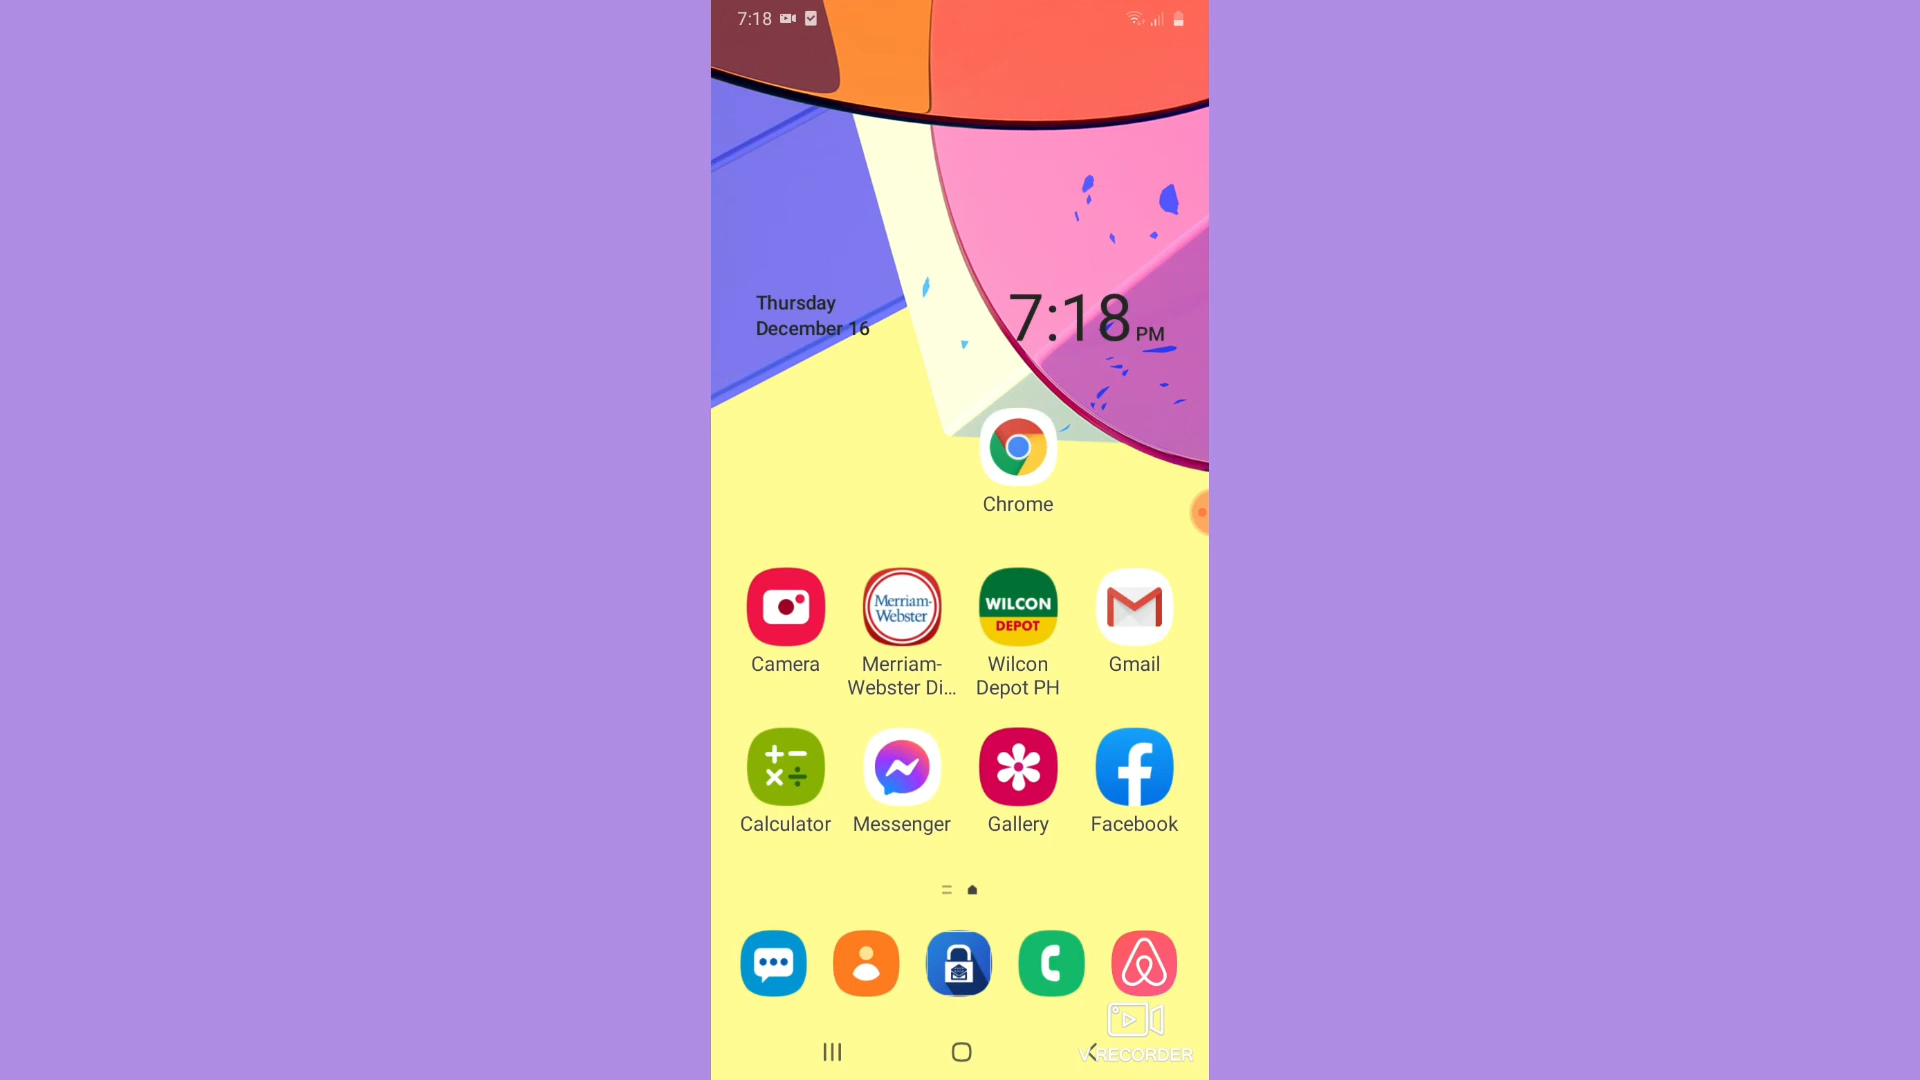 7:18
Thursday
December 16
7:18 PM
Chrome
Merriam-
Webster
WILCON
DEPOT
Camera
Merriam-
Webster Di...
Wilcon
Depot PH
Gmail
Calculator
Messenger
Gallery
Facebook
VRECORDER